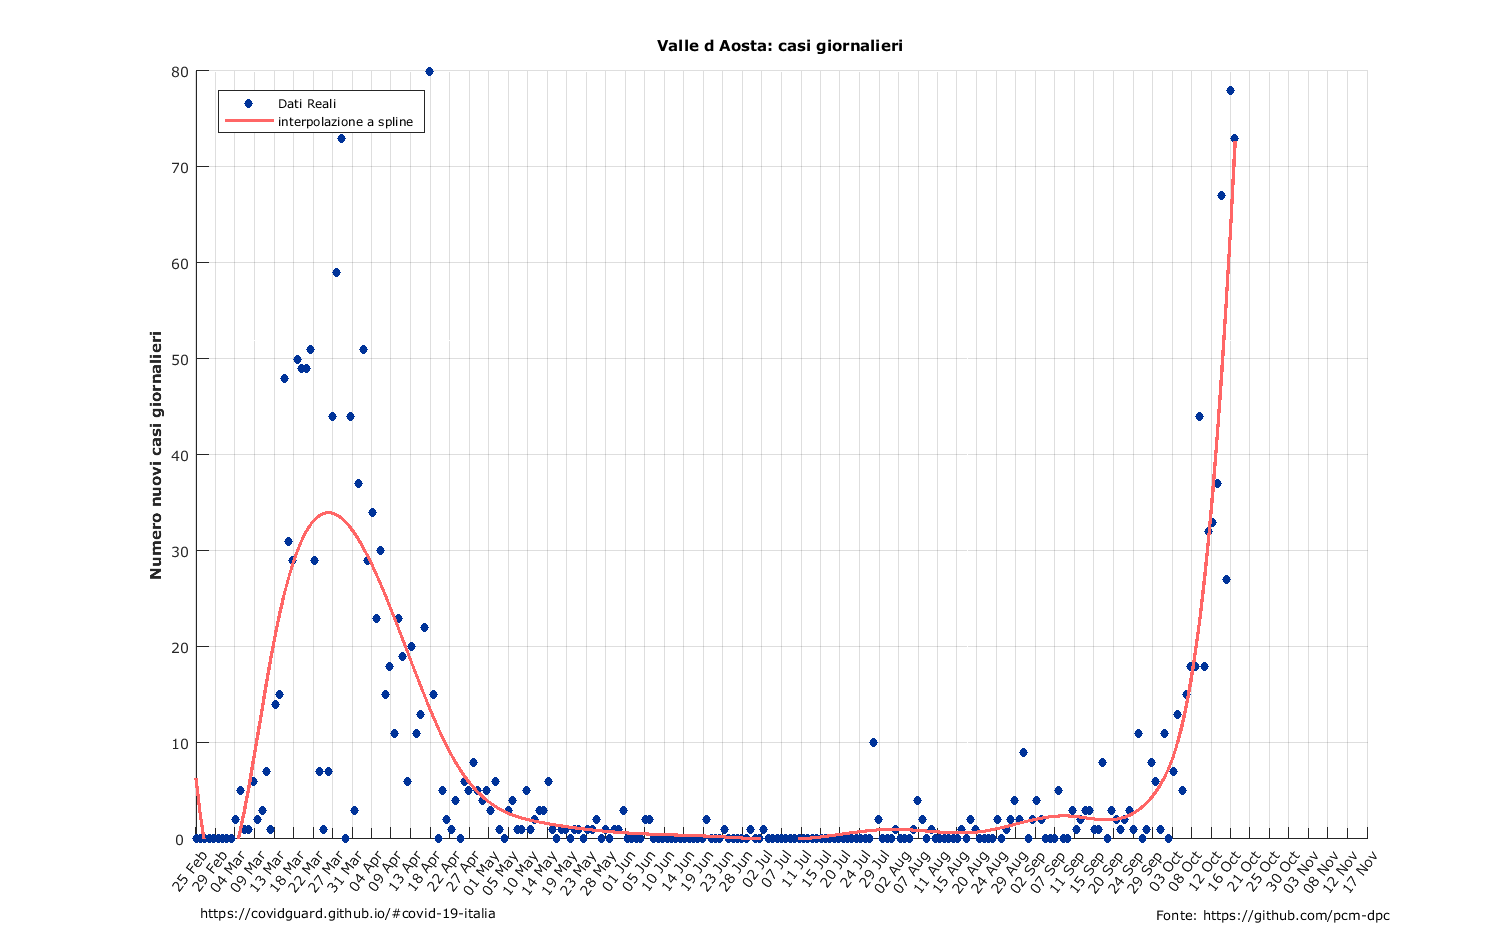 Valle d Aosta: casi giornalieri
Dati Reali
interpolazione a spline
Numero nuovi casi giornalieri
80
70
60
50
40
30
20
10
0
25 Feb
29 Feb
04 Mar
09 Mar
13 Mar
18 Mar
22 Mar
27 Mar
31 Mar
04 Apr
09 Apr
13 Apr
18 Apr
22 Apr
27 Apr
01 May
05 May
10 May
14 May
19 May
23 May
28 May
01 Jun
05 Jun
10 Jun
14 Jun
19 Jun
23 Jun
28 Jun
02 Jul
07 Jul
11 Jul
15 Jul
20 Jul
24 Jul
29 Jul
02 Aug
07 Aug
11 Aug
15 Aug
20 Aug
24 Aug
29 Aug
02 Sep
07 Sep
11 Sep
15 Sep
20 Sep
24 Sep
29 Sep
03 Oct
08 Oct
12 Oct
16 Oct
21 Oct
25 Oct
30 Oct
03 Nov
08 Nov
12 Nov
17 Nov
https://covidguard.github.io/#covid-19-italia
Fonte: https://github.com/pcm-dpc